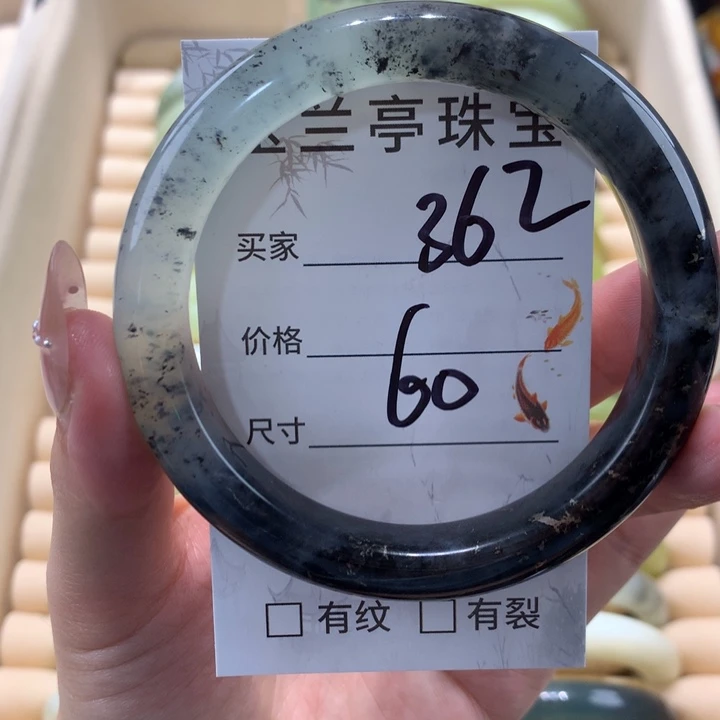 兰亭珠宝
买家 362
价格 60
尺寸
□ 有纹 □ 有裂